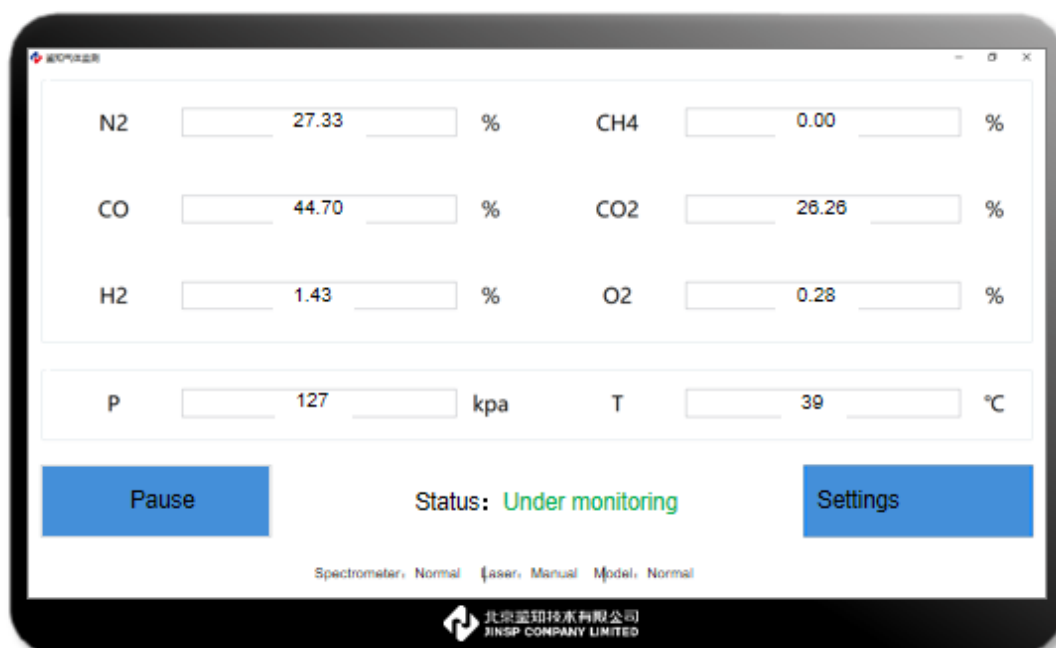 N2 27.33 % CH4 0.00 %
CO 44.70 % CO2 26.26 %
H2 1.43 % O2 0.28 %
P 127 kpa T 39 ℃
Pause Status: Under monitoring Settings
Spectrometer: Normal Laser: Manual Model: Normal
北京鉴知技术有限公司
JINSP COMPANY LIMITED